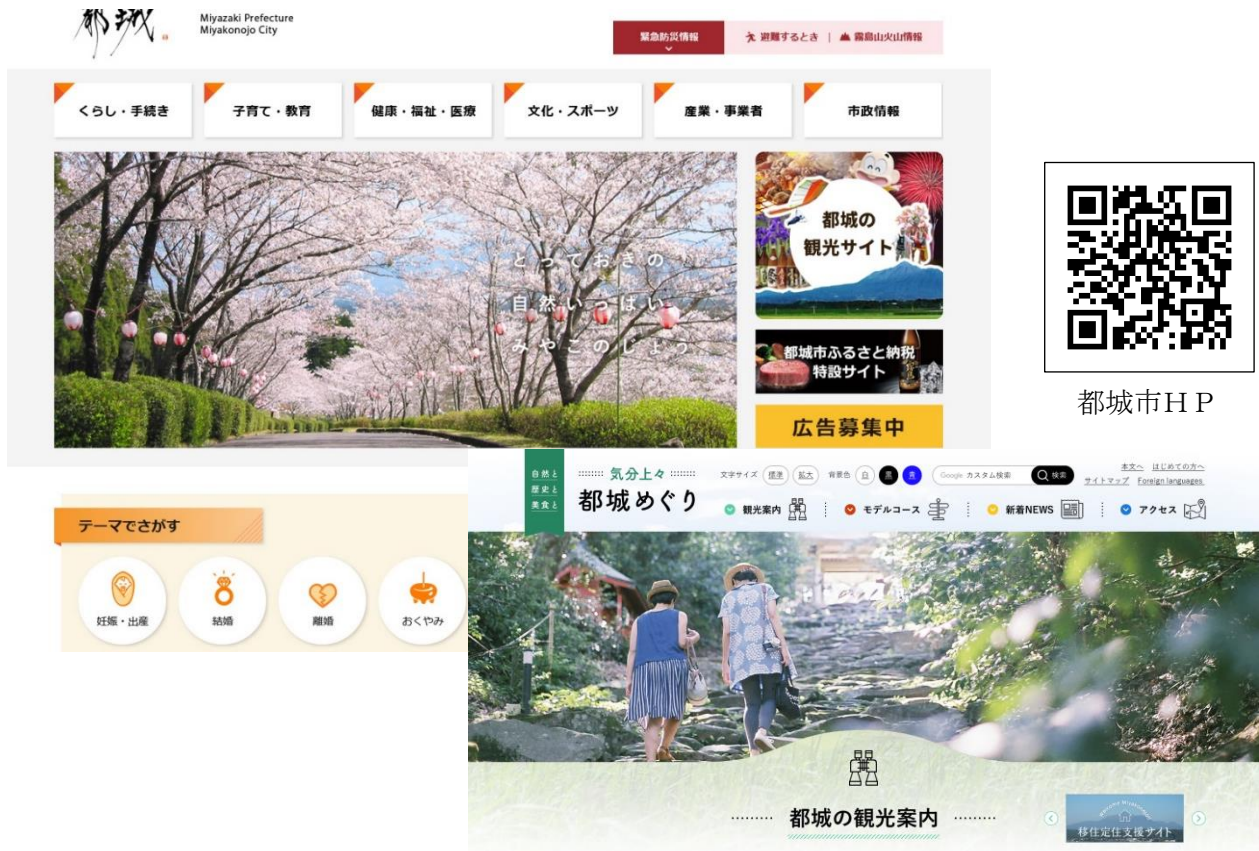 都城
Miyazaki Prefecture
Miyakonojo City
緊急防災情報
避難するとき | 霧島山火山情報
くらし・手続き
子育て・教育
健康・福祉・医療
文化・スポーツ
産業・事業者
市政情報
とっておきの
自然いっぱい
みやこのじょう
都城の
観光サイト
都城市ふるさと納税
特設サイト
広告募集中
都城市HP
テーマでさがす
妊娠・出産
結婚
離婚
おくやみ
自然と
歴史と
美食と
気分上々
都城めぐり
文字サイズ 標準 拡大 背景色 白 黒 青 Google カスタム検索 検索
本文へ はじめての方へ
サイトマップ Foreign languages
観光案内
モデルコース
新着NEWS
アクセス
都城の観光案内
移住定住支援サイト